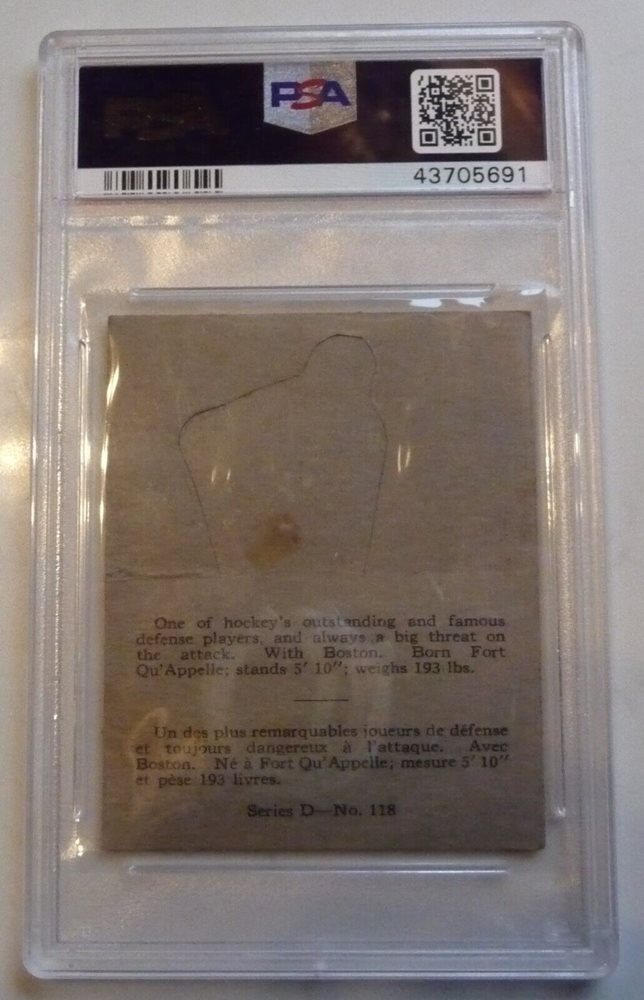 PSA
43705691
One of hockey's outstanding and famous
defense players, and always a big threat on
the attack. With Boston. Born Fort
Qu'Appelle; stands 5' 10"; weighs 193 lbs.
Un des plus remarquables joueurs de défense
et toujours dangereux à l'attaque. Avec
Boston. Né à Fort Qu'Appelle; mesure 5' 10"
et pèse 193 livres.
Series D—No. 118